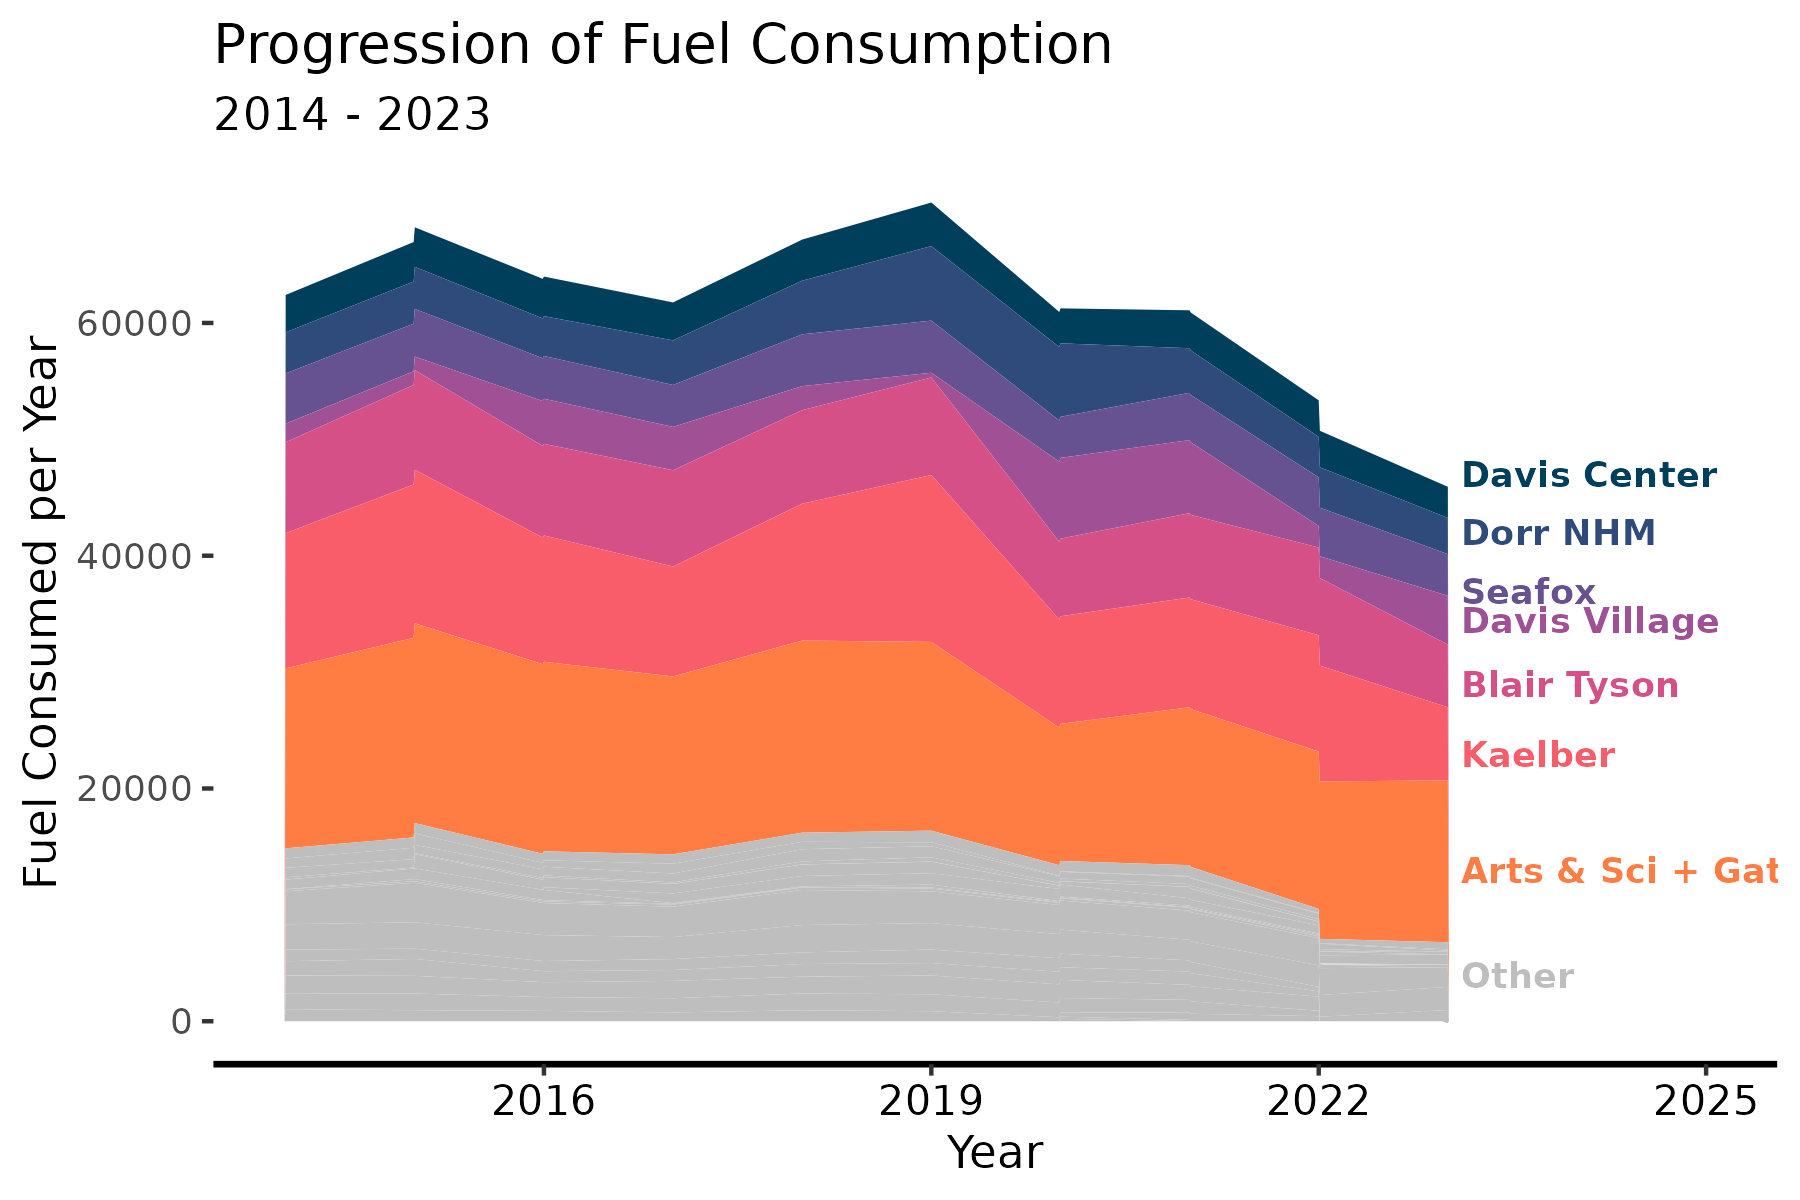 Progression of Fuel Consumption
2014 - 2023
Fuel Consumed per Year
60000
40000
20000
0
Davis Center
Dorr NHM
Seafox
Davis Village
Blair Tyson
Kaelber
Arts & Sci + Gat
Other
2016
2019
2022
2025
Year